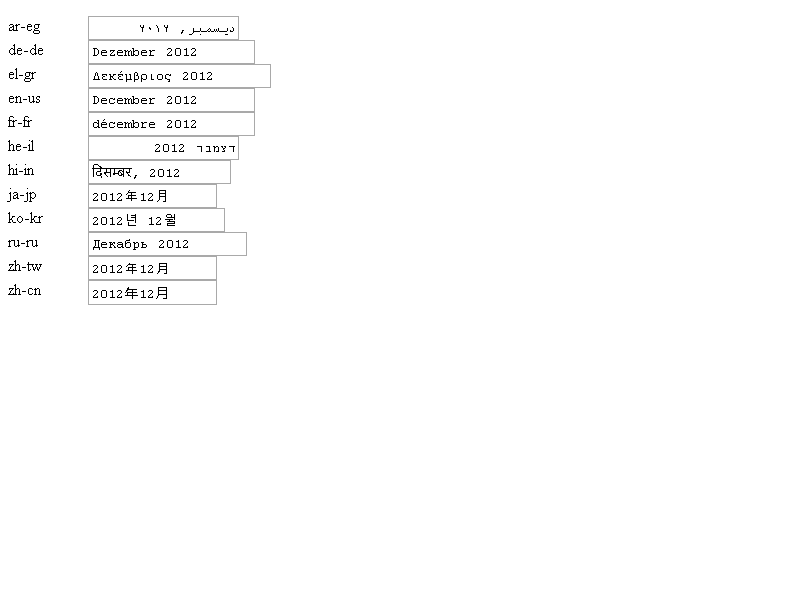 ar-eg ديسمبر, ٢٠١٢
de-de Dezember 2012
el-gr Δεκέμβριος 2012
en-us December 2012
fr-fr décembre 2012
he-il דצמבר 2012
hi-in दिसम्बर, 2012
ja-jp 2012年12月
ko-kr 2012년 12월
ru-ru Декабрь 2012
zh-tw 2012年12月
zh-cn 2012年12月